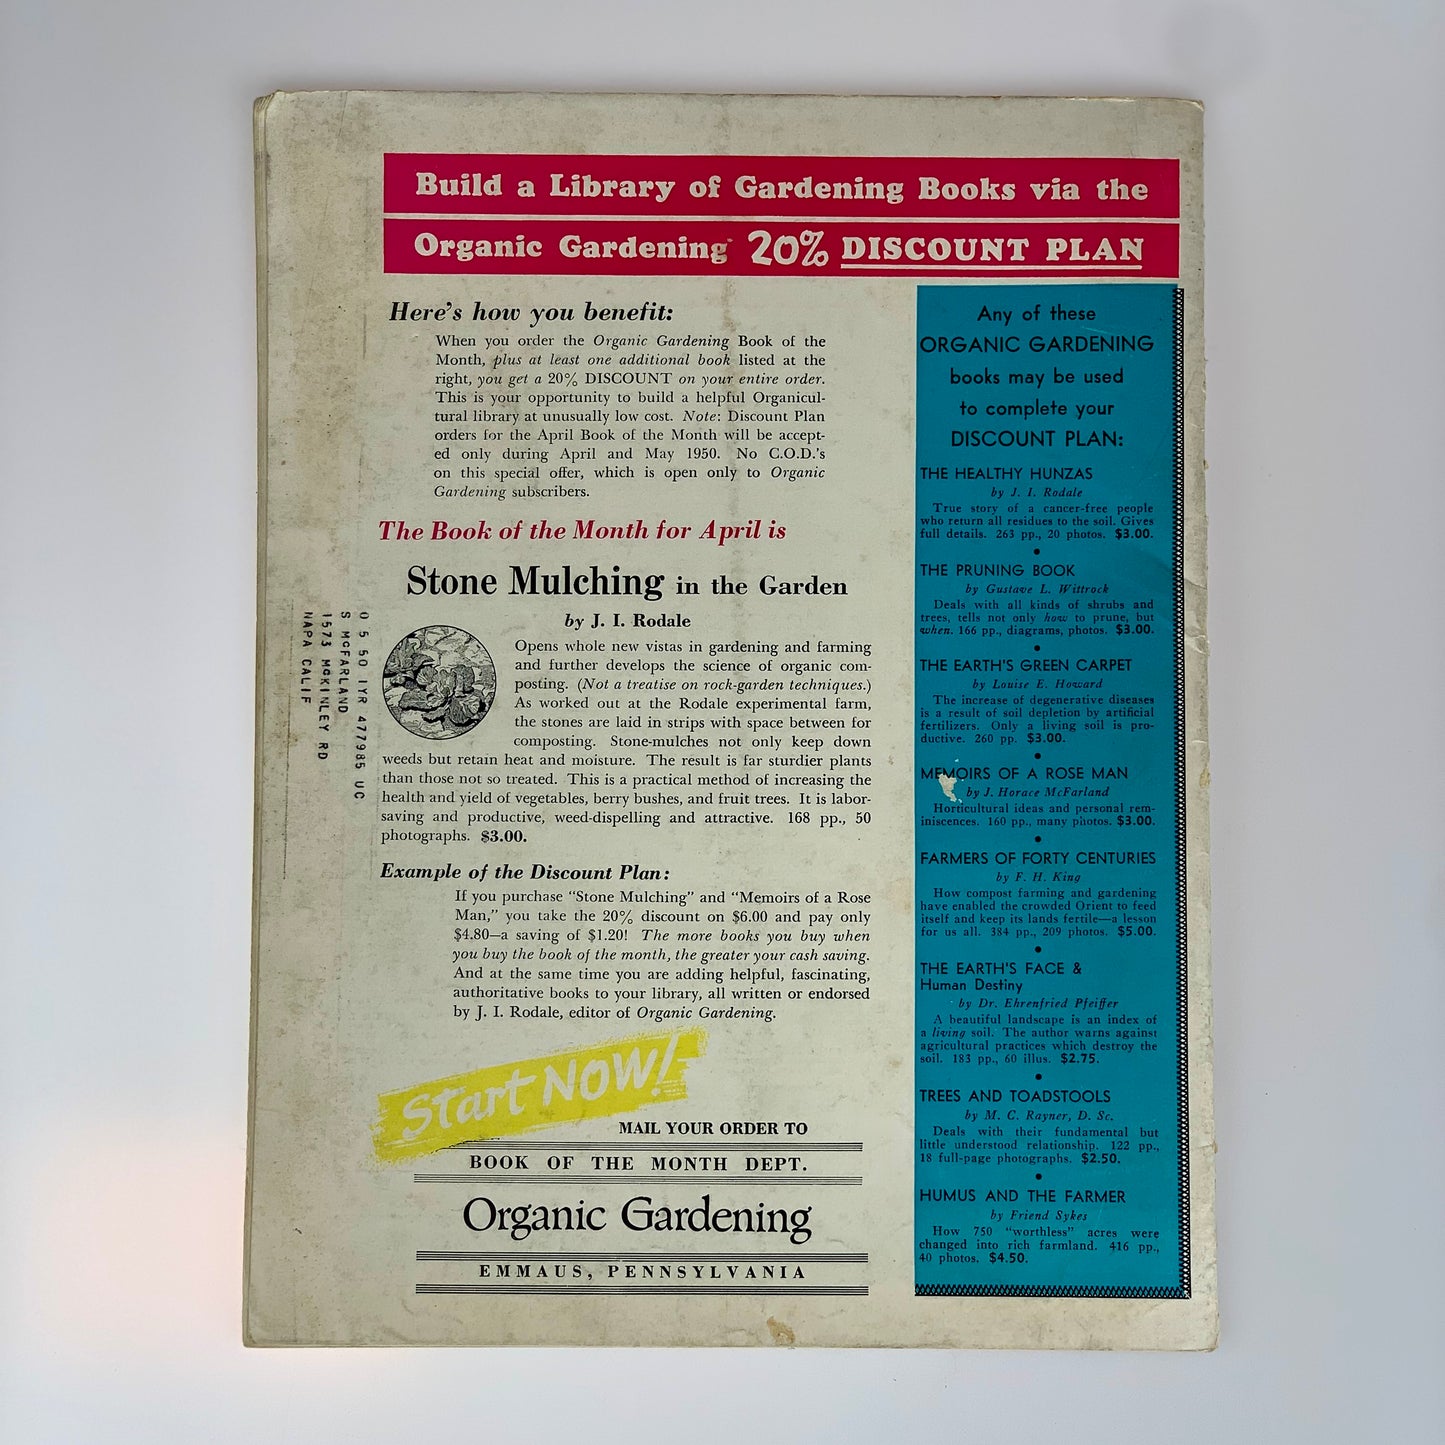 Build a Library of Gardening Books via the
Organic Gardening 20% DISCOUNT PLAN
Here's how you benefit:
When you order the Organic Gardening Book of the
Month, plus at least one additional book listed at the
right, you get a 20% DISCOUNT on your entire order.
This is your opportunity to build a helpful Organicul-
tural library at unusually low cost. Note: Discount Plan
orders for the April Book of the Month will be accept-
ed only during April and May 1950. No C.O.D.'s
on this special offer, which is open only to Organic
Gardening subscribers.
The Book of the Month for April is
Stone Mulching in the Garden
by J. I. Rodale
Opens whole new vistas in gardening and farming
and further develops the science of organic com-
posting. (Not a treatise on rock-garden techniques.)
As worked out at the Rodale experimental farm,
the stones are laid in strips with space between for
composting. Stone-mulches not only keep down
weeds but retain heat and moisture. The result is far sturdier plants
than those not so treated. This is a practical method of increasing the
health and yield of vegetables, berry bushes, and fruit trees. It is labor-
saving and productive, weed-dispelling and attractive. 168 pp., 50
photographs. $3.00.
Example of the Discount Plan:
If you purchase "Stone Mulching" and "Memoirs of a Rose
Man," you take the 20% discount on $6.00 and pay only
$4.80—a saving of $1.20! The more books you buy when
you buy the book of the month, the greater your cash saving.
And at the same time you are adding helpful, fascinating,
authoritative books to your library, all written or endorsed
by J. I. Rodale, editor of Organic Gardening.
Start NOW!
MAIL YOUR ORDER TO
BOOK OF THE MONTH DEPT.
Organic Gardening
EMMAUS, PENNSYLVANIA
Any of these
ORGANIC GARDENING
books may be used
to complete your
DISCOUNT PLAN:
THE HEALTHY HUNZAS
by J. I. Rodale
True story of a cancer-free people
who return all residues to the soil. Gives
full details. 263 pp., 20 photos. $3.00.
THE PRUNING BOOK
by Gustave L. Wittrock
Deals with all kinds of shrubs and
trees, tells not only how to prune, but
when. 166 pp., diagrams, photos. $3.00.
THE EARTH'S GREEN CARPET
by Louise E. Howard
The increase of degenerative diseases
is a result of soil depletion by artificial
fertilizers. Only a living soil is pro-
ductive. 260 pp. $3.00.
MEMOIRS OF A ROSE MAN
by J. Horace McFarland
Horticultural ideas and personal rem-
iniscences. 160 pp., many photos. $3.00.
FARMERS OF FORTY CENTURIES
by F. H. King
How compost farming and gardening
have enabled the crowded Orient to feed
itself and keep its lands fertile—a lesson
for us all. 384 pp., 209 photos. $5.00.
THE EARTH'S FACE &
Human Destiny
by Dr. Ehrenfried Pfeiffer
A beautiful landscape is an index of
a living soil. The author warns against
agricultural practices which destroy the
soil. 183 pp., 60 illus. $2.75.
TREES AND TOADSTOOLS
by M. C. Rayner, D. Sc.
Deals with their fundamental but
little understood relationship. 122 pp.,
18 full-page photographs. $2.50.
HUMUS AND THE FARMER
by Friend Sykes
How 750 "worthless" acres were
changed into rich farmland. 416 pp.,
40 photos. $4.50.
O 5 50 1YR 477985 UC
S MCFARLAND
1573 MCKINLEY RD
NAPA CALIF